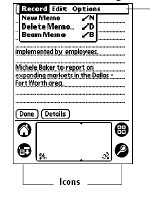 Record Edit Options
New Memo /N
Delete Memo.. /D
Beam Memo /B
implemented by employees.
Michele Baker to report on
expanding markets in the Dallas -
Fort Worth area.
Done Details
Icons